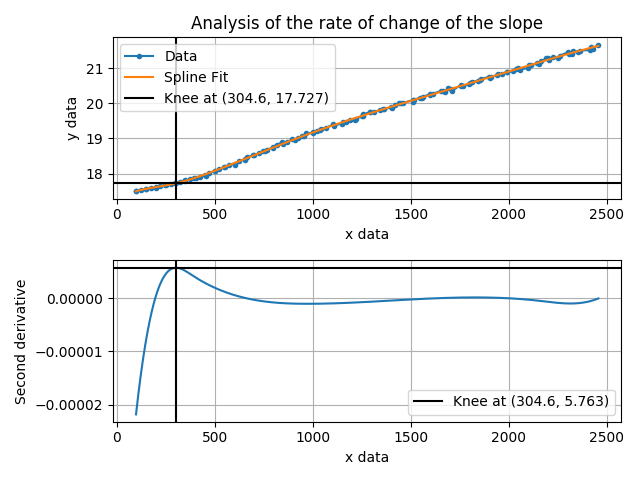 Analysis of the rate of change of the slope
Data
Spline Fit
Knee at (304.6, 17.727)
y data
21
20
19
18
0 500 1000 1500 2000 2500
x data
Second derivative
0.00000
−0.00001
−0.00002
Knee at (304.6, 5.763)
0 500 1000 1500 2000 2500
x data